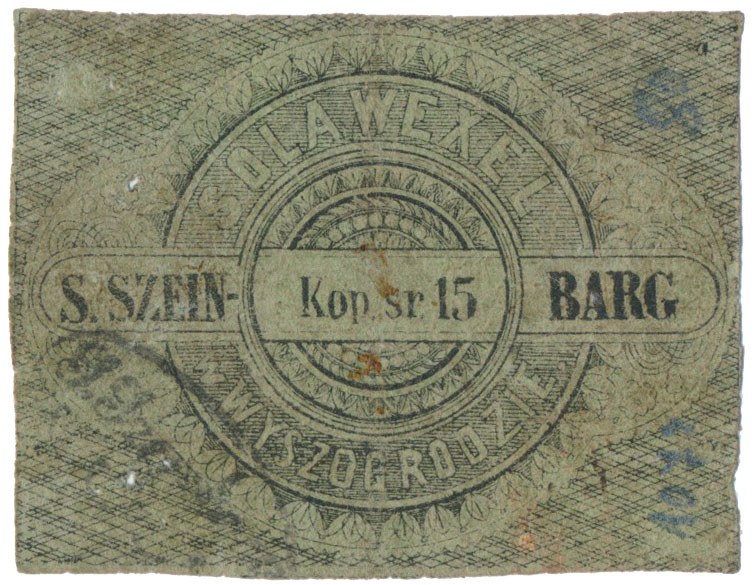 SOLAWEXEL
S. SZEIN- Kop. sr. 15 BARG
w WYSZOGRODZIE